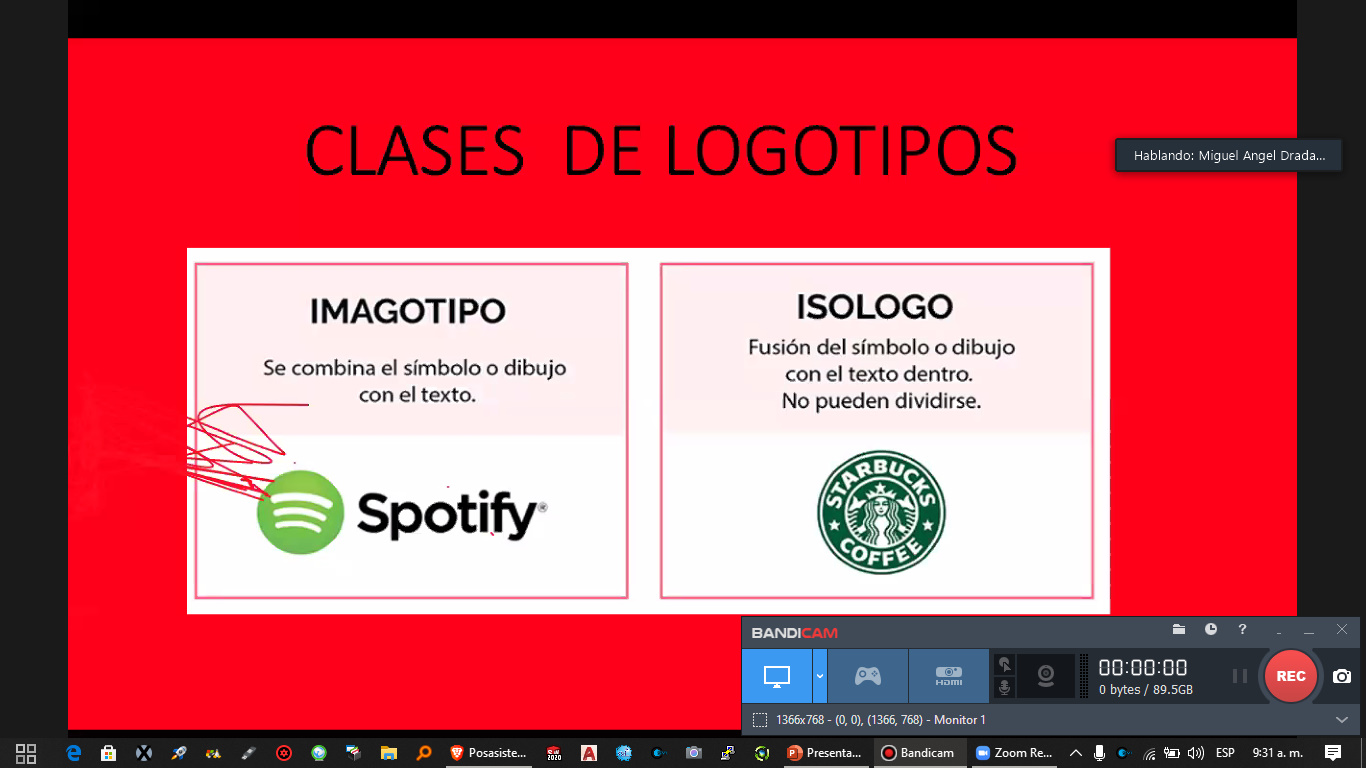 CLASES DE LOGOTIPOS
Hablando: Miguel Angel Drada...
IMAGOTIPO
Se combina el símbolo o dibujo
con el texto.
Spotify®
ISOLOGO
Fusión del símbolo o dibujo
con el texto dentro.
No pueden dividirse.
STARBUCKS
COFFEE
BANDICAM
?
HDMI
00:00:00
0 bytes / 89.5GB
REC
1366x768 - (0, 0), (1366, 768) - Monitor 1
Posasiste...
2020
A
Presenta...
Bandicam
Zoom Re...
ESP
9:31 a. m.